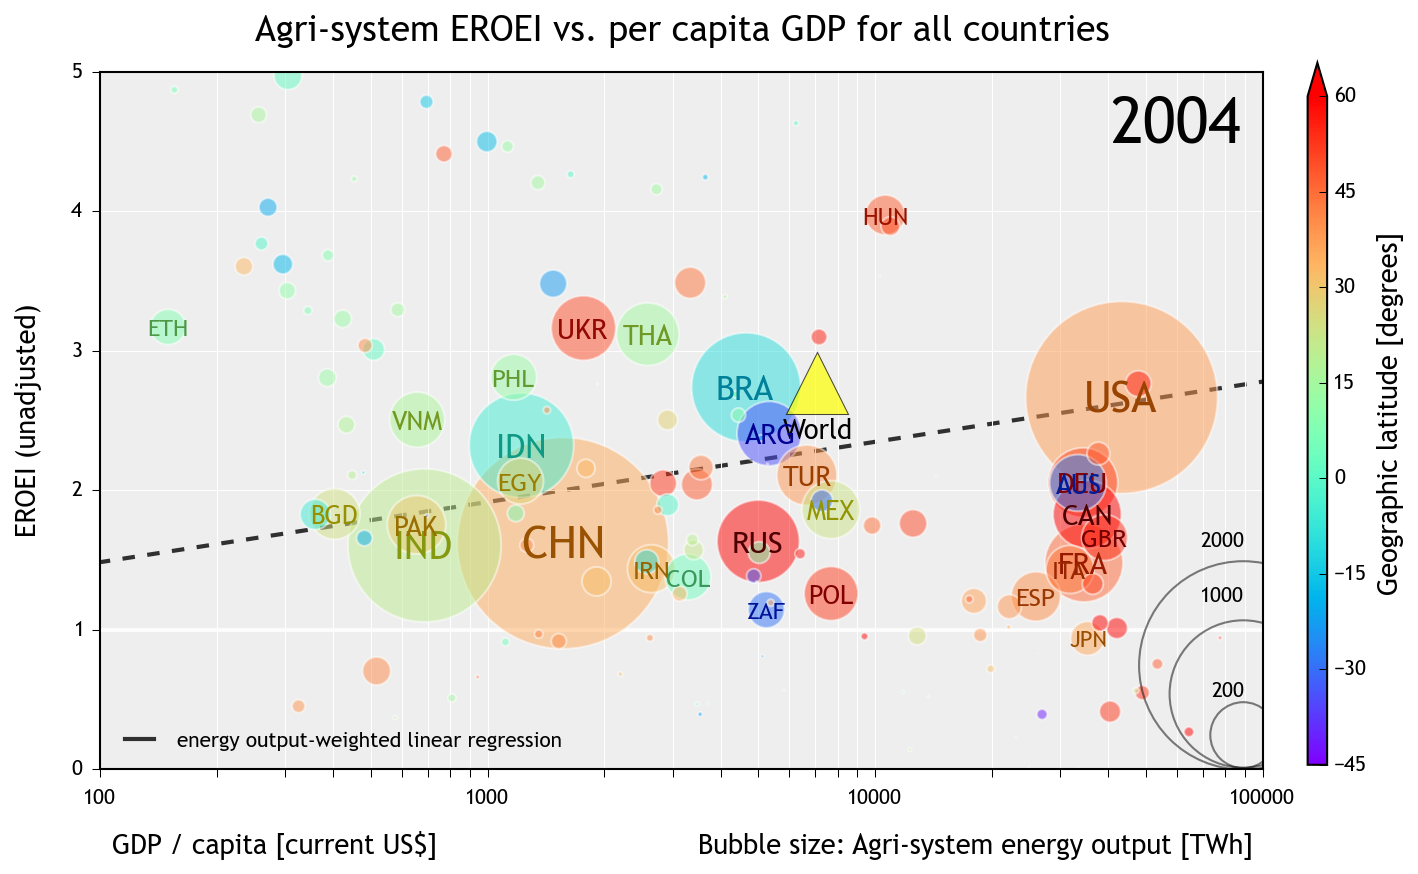 Agri-system EROEI vs. per capita GDP for all countries
2004
EROEI (unadjusted)
5
4
3
2
1
0
HUN
ETH
UKR
THA
PHL
BRA
USA
VNM
ARG
World
IDN
EGY
TUR
DEU
AUS
BGD
PAK
MEX
CAN
IND
CHN
RUS
GBR
IRN
COL
FRA
ITA
POL
ESP
ZAF
JPN
2000
1000
200
energy output-weighted linear regression
100
1000
10000
100000
GDP / capita [current US$]
Bubble size: Agri-system energy output [TWh]
60
45
30
15
0
−15
−30
−45
Geographic latitude [degrees]